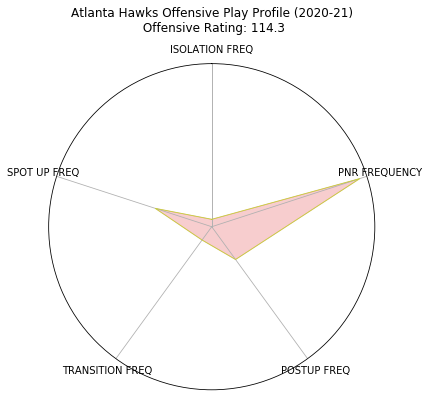 Atlanta Hawks Offensive Play Profile (2020-21)
Offensive Rating: 114.3
ISOLATION FREQ
SPOT UP FREQ
PNR FREQUENCY
TRANSITION FREQ
POSTUP FREQ